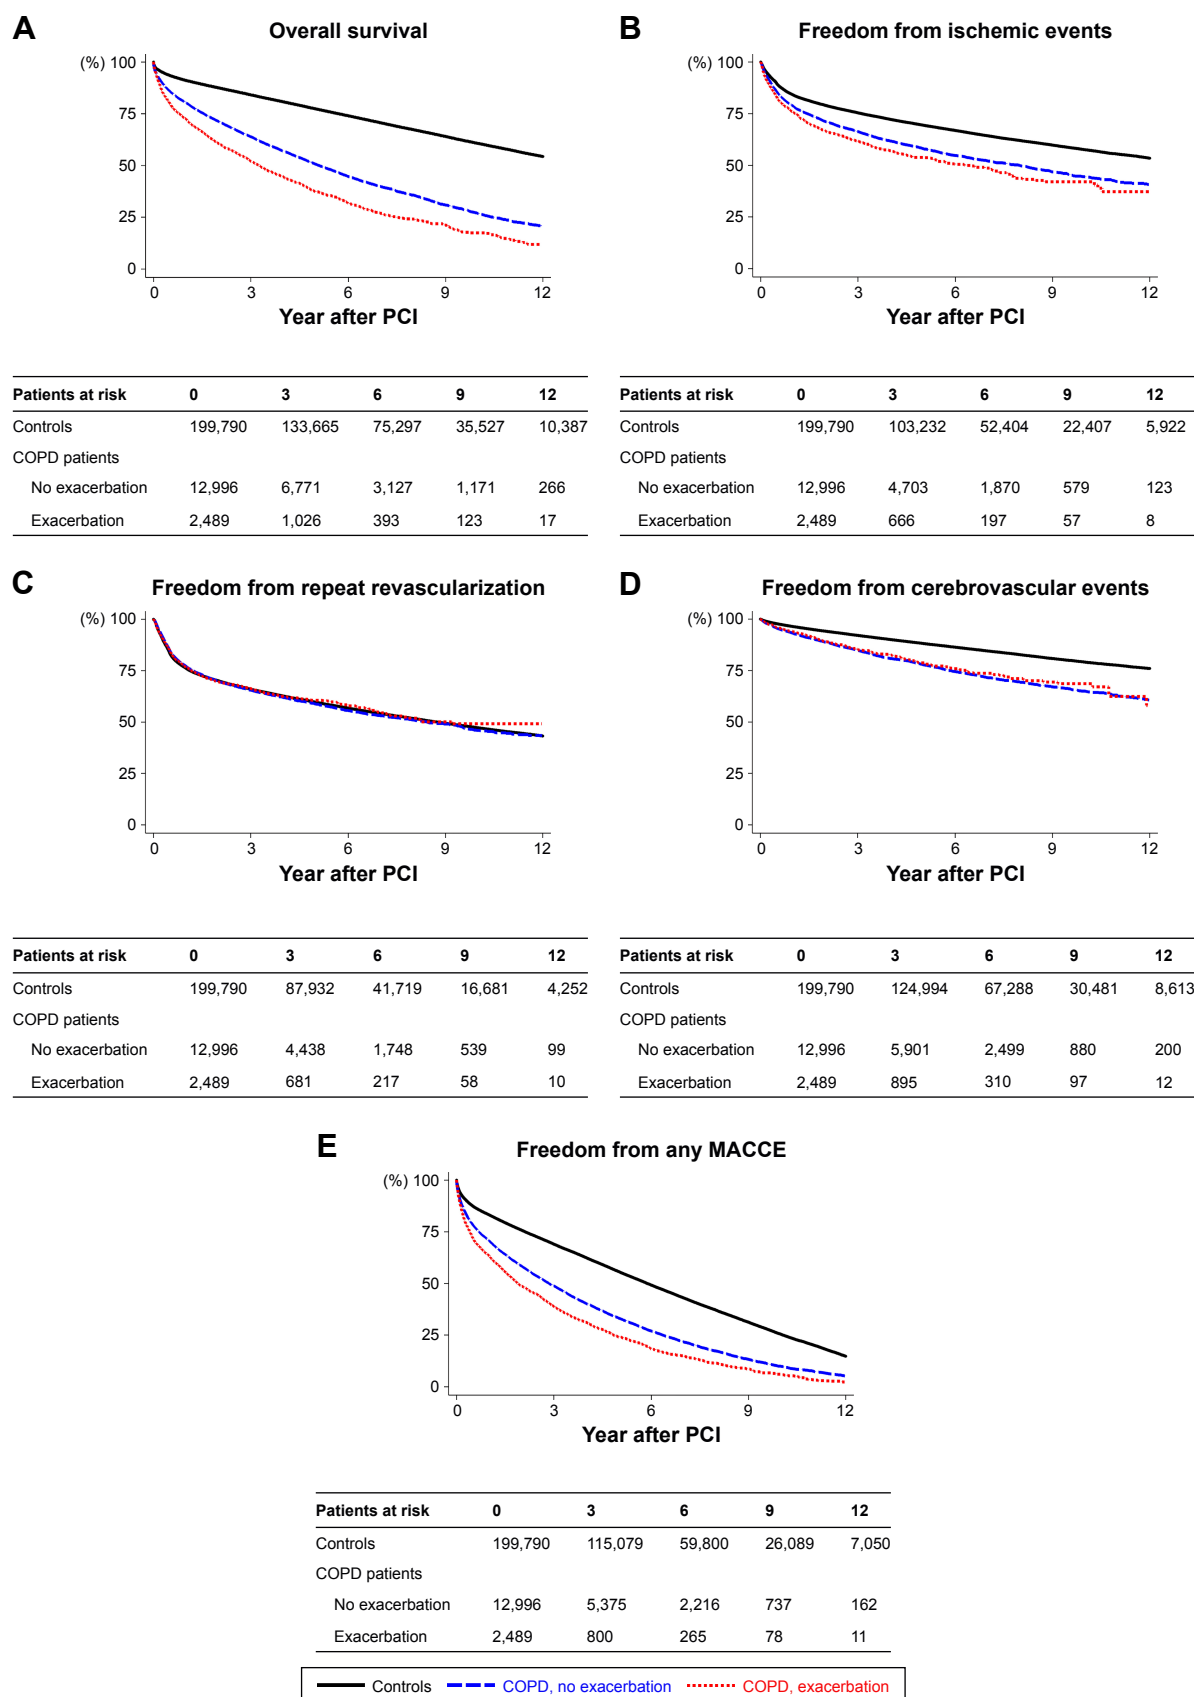 A
Overall survival
(%) 100
75
50
25
0
0 3 6 9 12
Year after PCI
Patients at risk 0 3 6 9 12
Controls 199,790 133,665 75,297 35,527 10,387
COPD patients
No exacerbation 12,996 6,771 3,127 1,171 266
Exacerbation 2,489 1,026 393 123 17
B
Freedom from ischemic events
(%) 100
75
50
25
0
0 3 6 9 12
Year after PCI
Patients at risk 0 3 6 9 12
Controls 199,790 103,232 52,404 22,407 5,922
COPD patients
No exacerbation 12,996 4,703 1,870 579 123
Exacerbation 2,489 666 197 57 8
C
Freedom from repeat revascularization
(%) 100
75
50
25
0
0 3 6 9 12
Year after PCI
Patients at risk 0 3 6 9 12
Controls 199,790 87,932 41,719 16,681 4,252
COPD patients
No exacerbation 12,996 4,438 1,748 539 99
Exacerbation 2,489 681 217 58 10
D
Freedom from cerebrovascular events
(%) 100
75
50
25
0
0 3 6 9 12
Year after PCI
Patients at risk 0 3 6 9 12
Controls 199,790 124,994 67,288 30,481 8,613
COPD patients
No exacerbation 12,996 5,901 2,499 880 200
Exacerbation 2,489 895 310 97 12
E
Freedom from any MACCE
(%) 100
75
50
25
0
0 3 6 9 12
Year after PCI
Patients at risk 0 3 6 9 12
Controls 199,790 115,079 59,800 26,089 7,050
COPD patients
No exacerbation 12,996 5,375 2,216 737 162
Exacerbation 2,489 800 265 78 11
Controls COPD, no exacerbation COPD, exacerbation